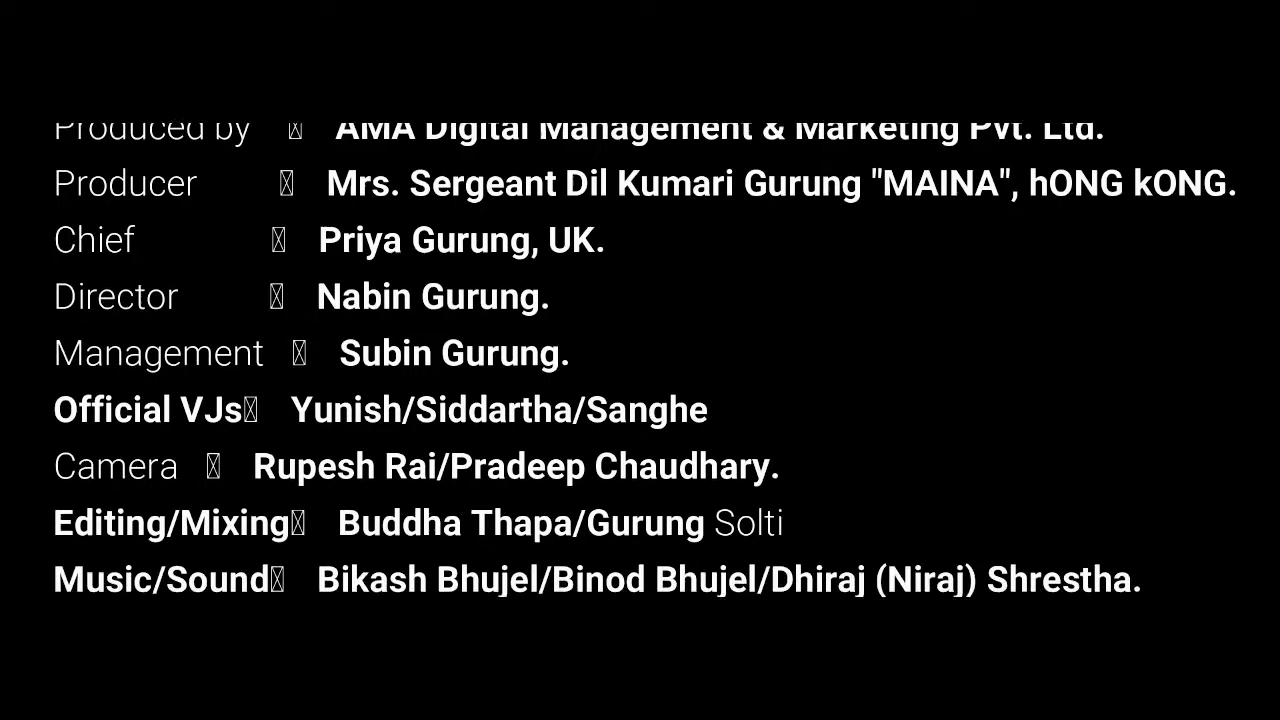 Produced by AMA Digital Management & Marketing Pvt. Ltd.
Producer Mrs. Sergeant Dil Kumari Gurung "MAINA", hONG kONG.
Chief Priya Gurung, UK.
Director Nabin Gurung.
Management Subin Gurung.
Official VJs Yunish/Siddartha/Sanghe
Camera Rupesh Rai/Pradeep Chaudhary.
Editing/Mixing Buddha Thapa/Gurung Solti
Music/Sound Bikash Bhujel/Binod Bhujel/Dhiraj (Niraj) Shrestha.